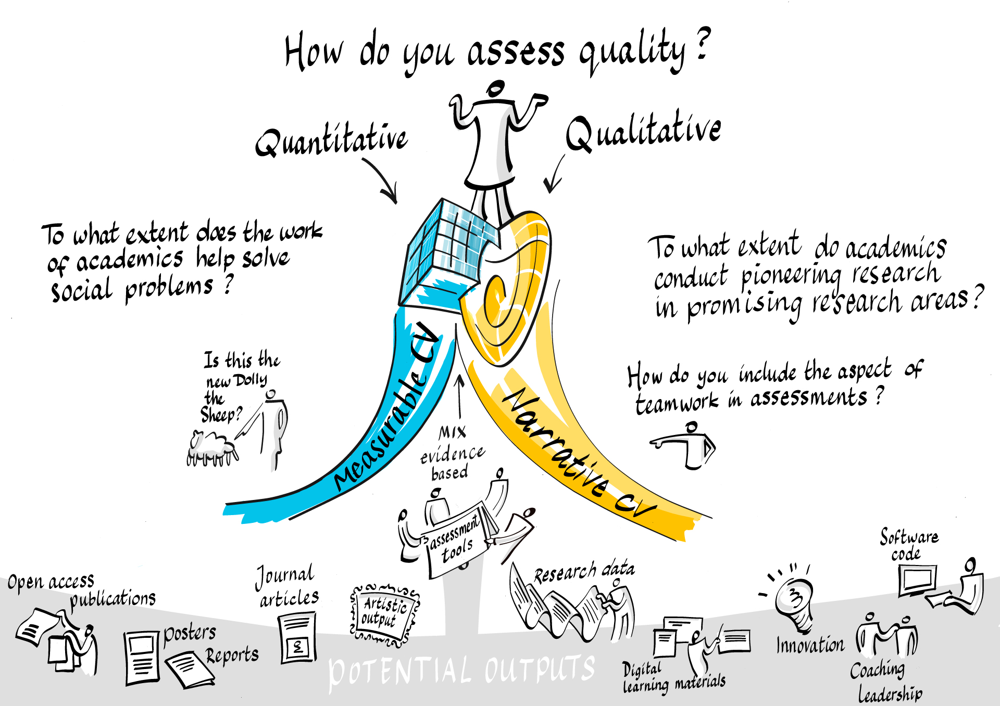 How do you assess quality?
Quantitative
Qualitative
To what extent does the work
of academics help solve
social problems?
To what extent do academics
conduct pioneering research
in promising research areas?
Is this the
new Dolly
the
Sheep?
How do you include the aspect of
teamwork in assessments?
Measurable CV
Narrative CV
MIX
evidence
based
assessment
tools
Open access
publications
posters
Reports
Journal
articles
Artistic
output
Research data
Digital
learning materials
Innovation
Software
code
Coaching
leadership
POTENTIAL OUTPUTS